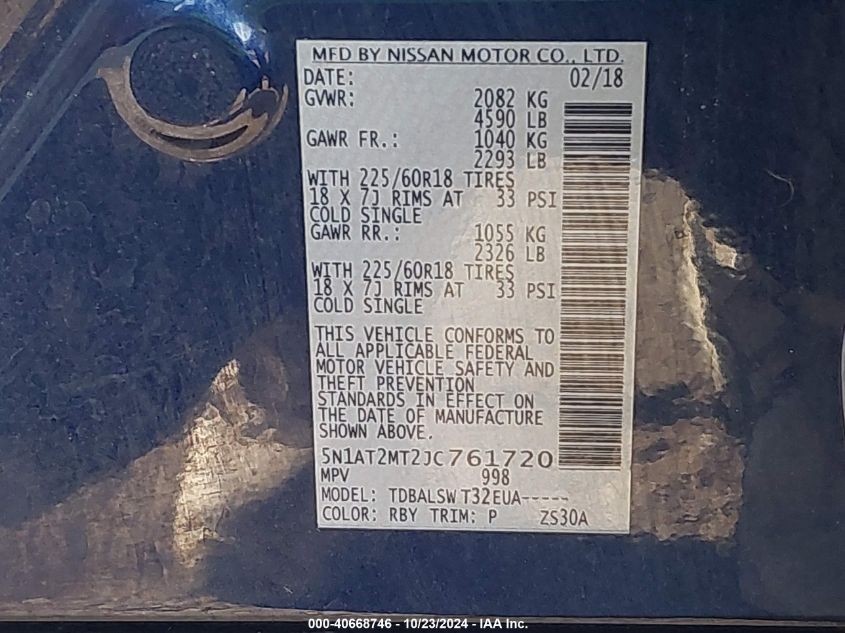 MFD BY NISSAN MOTOR CO., LTD.
DATE: 02/18
GVWR: 2082 KG
4590 LB
GAWR FR.: 1040 KG
2293 LB
WITH 225/60R18 TIRES
18 X 7J RIMS AT 33 PSI
COLD SINGLE
GAWR RR.: 1055 KG
2326 LB
WITH 225/60R18 TIRES
18 X 7J RIMS AT 33 PSI
COLD SINGLE
THIS VEHICLE CONFORMS TO
ALL APPLICABLE FEDERAL
MOTOR VEHICLE SAFETY AND
THEFT PREVENTION
STANDARDS IN EFFECT ON
THE DATE OF MANUFACTURE
SHOWN ABOVE.
5N1AT2MT2JC761720
MPV 998
MODEL: TDBALSW T32EUA-----
COLOR: RBY TRIM: P ZS30A
000-40668746 - 10/23/2024 - IAA Inc.